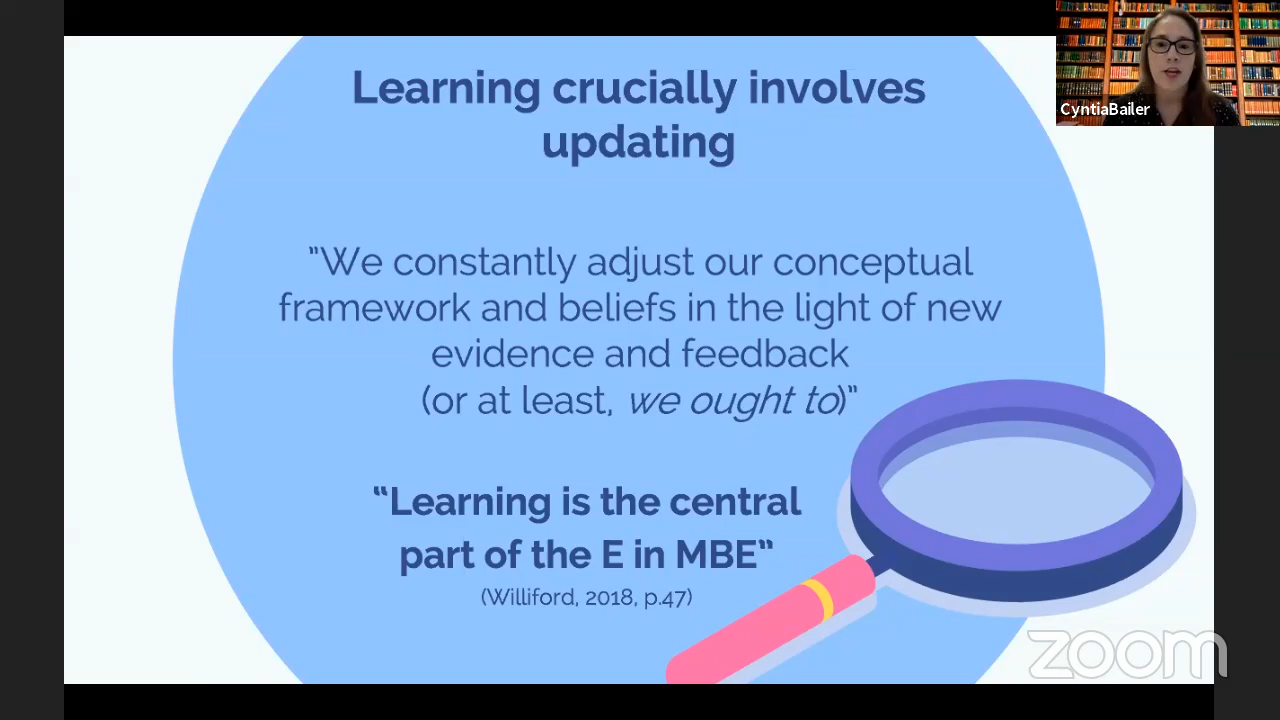 Learning crucially involves
updating
"We constantly adjust our conceptual
framework and beliefs in the light of new
evidence and feedback
(or at least, we ought to)"
"Learning is the central
part of the E in MBE"
(Williford, 2018, p.47)
CyntiaBailer
zoom